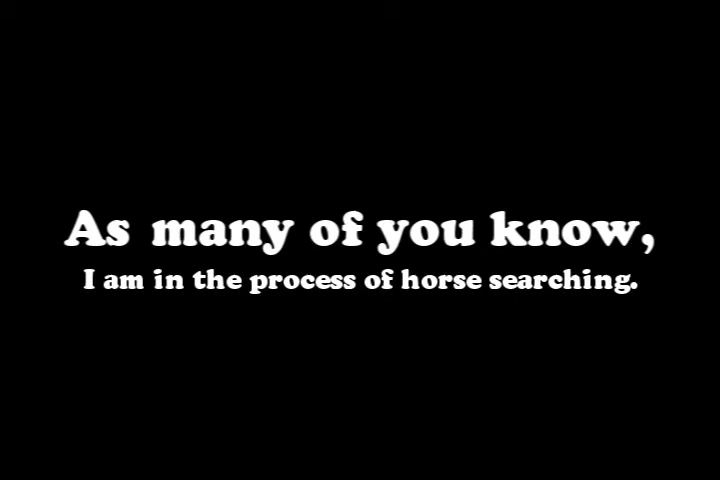 As many of you know,
I am in the process of horse searching.